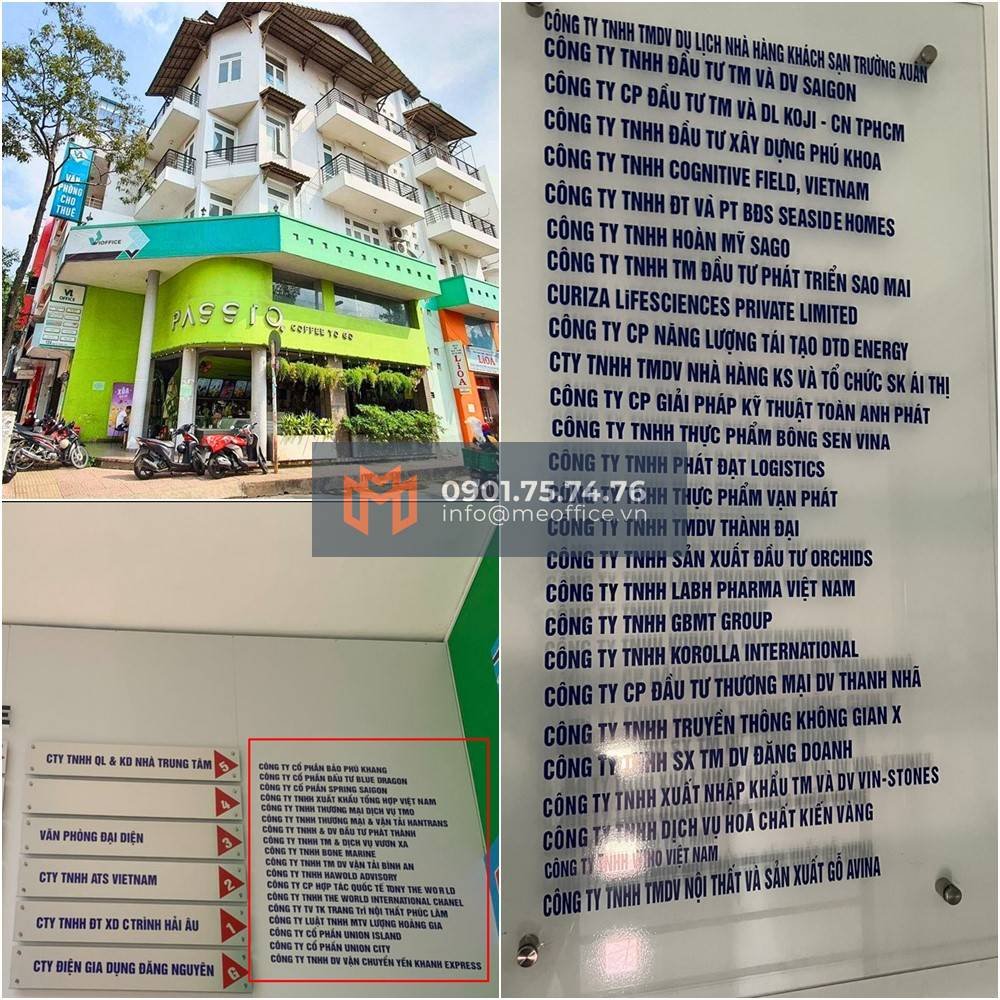 VĂN
PHÒNG
CHO
THUÊ
VIOFFICE
OFFICE
PASSIO
COFFEE TO GO
LiOA
CÔNG TY TNHH TMDV DU LỊCH NHÀ HÀNG KHÁCH SẠN TRƯỜNG XUÂN
CÔNG TY TNHH ĐẦU TƯ TM VÀ DV SAIGON
CÔNG TY CP ĐẦU TƯ TM VÀ DL KOJI - CN TPHCM
CÔNG TY TNHH ĐẦU TƯ XÂY DỰNG PHÚ KHOA
CÔNG TY TNHH COGNITIVE FIELD, VIETNAM
CÔNG TY TNHH ĐT VÀ PT BĐS SEASIDE HOMES
CÔNG TY TNHH HOÀN MỸ SAGO
CÔNG TY TNHH TM ĐẦU TƯ PHÁT TRIỂN SAO MAI
CURIZA LiFESCIENCES PRIVATE LIMITED
CÔNG TY CP NĂNG LƯỢNG TÁI TẠO DTD ENERGY
CTY TNHH TMDV NHÀ HÀNG KS VÀ TỔ CHỨC SK ÁI THỊ
CÔNG TY CP GIẢI PHÁP KỸ THUẬT TOÀN ANH PHÁT
CÔNG TY TNHH THỰC PHẨM BÔNG SEN VINA
CÔNG TY TNHH PHÁT ĐẠT LOGISTICS
CÔNG TY TNHH THỰC PHẨM VẠN PHÁT
CÔNG TY TNHH TMDV THÀNH ĐẠI
CÔNG TY TNHH SẢN XUẤT ĐẦU TƯ ORCHIDS
CÔNG TY TNHH LABH PHARMA VIỆT NAM
CÔNG TY TNHH GBMT GROUP
CÔNG TY TNHH KOROLLA INTERNATIONAL
CÔNG TY CP ĐẦU TƯ THƯƠNG MẠI DV THANH NHÃ
CÔNG TY TNHH TRUYỀN THÔNG KHÔNG GIAN X
CÔNG TY TNHH SX TM DV ĐĂNG DOANH
CÔNG TY TNHH XUẤT NHẬP KHẨU TM VÀ DV VIN-STONES
CÔNG TY TNHH DỊCH VỤ HOÁ CHẤT KIẾN VÀNG
CÔNG TY TNHH VIHO VIỆT NAM
CÔNG TY TNHH TMDV NỘI THẤT VÀ SẢN XUẤT GỖ AVINA
0901.75.74.76
info@meoffice.vn
CTY TNHH QL & KD NHÀ TRUNG TÂM 5
4
VĂN PHÒNG ĐẠI DIỆN 3
CTY TNHH ATS VIETNAM 2
CTY TNHH ĐT XD CTRÌNH HẢI ÂU 1
CTY ĐIỆN GIA DỤNG ĐĂNG NGUYÊN G
CÔNG TY CỔ PHẦN BẢO PHÚ KHANG
CÔNG TY CỔ PHẦN ĐẦU TƯ BLUE DRAGON
CÔNG TY CỔ PHẦN SPRING SAIGON
CÔNG TY TNHH XUẤT KHẨU TỔNG HỢP VIỆT NAM
CÔNG TY TNHH THƯƠNG MẠI DỊCH VỤ TMO
CÔNG TY TNHH THƯƠNG MẠI & VẬN TẢI HANTRANS
CÔNG TY TNHH & DV ĐẦU TƯ PHÁT THÀNH
CÔNG TY TNHH TM & DỊCH VỤ VƯƠN XA
CÔNG TY TNHH BONE MARINE
CÔNG TY TNHH TM DV VẬN TẢI BÌNH AN
CÔNG TY TNHH HAWOLD ADVISORY
CÔNG TY CP HỢP TÁC QUỐC TẾ TONY THE WORLD
CÔNG TY TNHH THE WORLD INTERNATIONAL CHANEL
CÔNG TY TV TK TRANG TRÍ NỘI THẤT PHÚC LÂM
CÔNG TY LUẬT TNHH MTV LƯỢNG HOÀNG GIA
CÔNG TY CỔ PHẦN UNION ISLAND
CÔNG TY CỔ PHẦN UNION CITY
CÔNG TY TNHH DV VẬN CHUYỂN YẾN KHANH EXPRESS